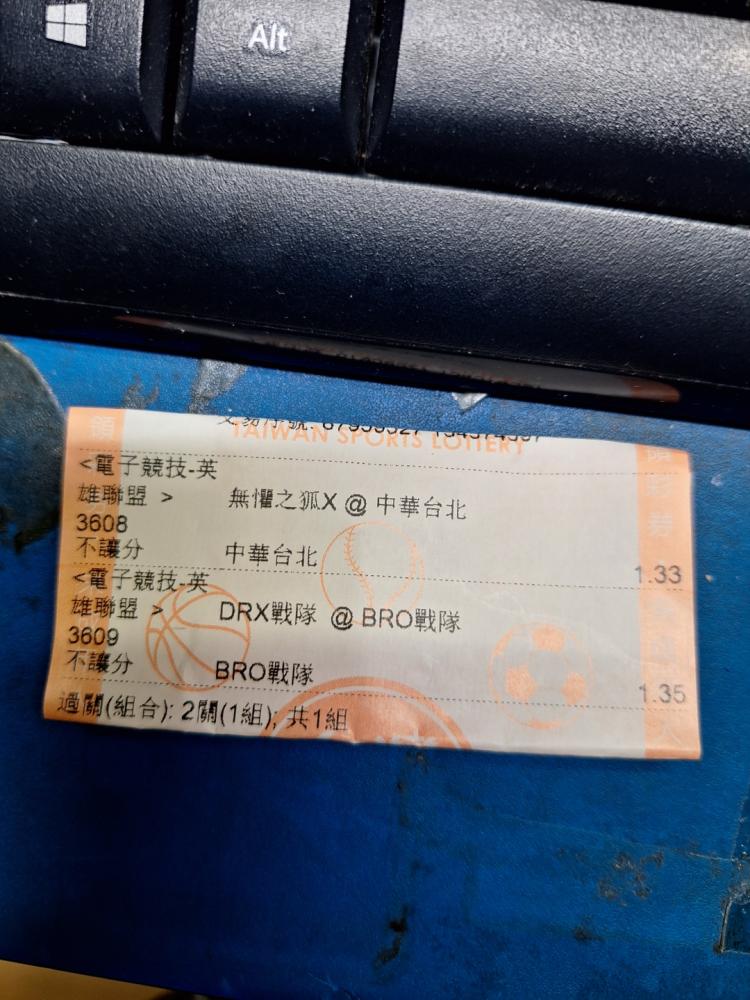 Alt
TAIWAN SPORTS LOTTERY
<電子競技-英
雄聯盟 > 無懼之狐X @ 中華台北
3608
不讓分 中華台北 1.33
<電子競技-英
雄聯盟 > DRX戰隊 @ BRO戰隊
3609
不讓分 BRO戰隊 1.35
過關(組合): 2關(1組); 共1組